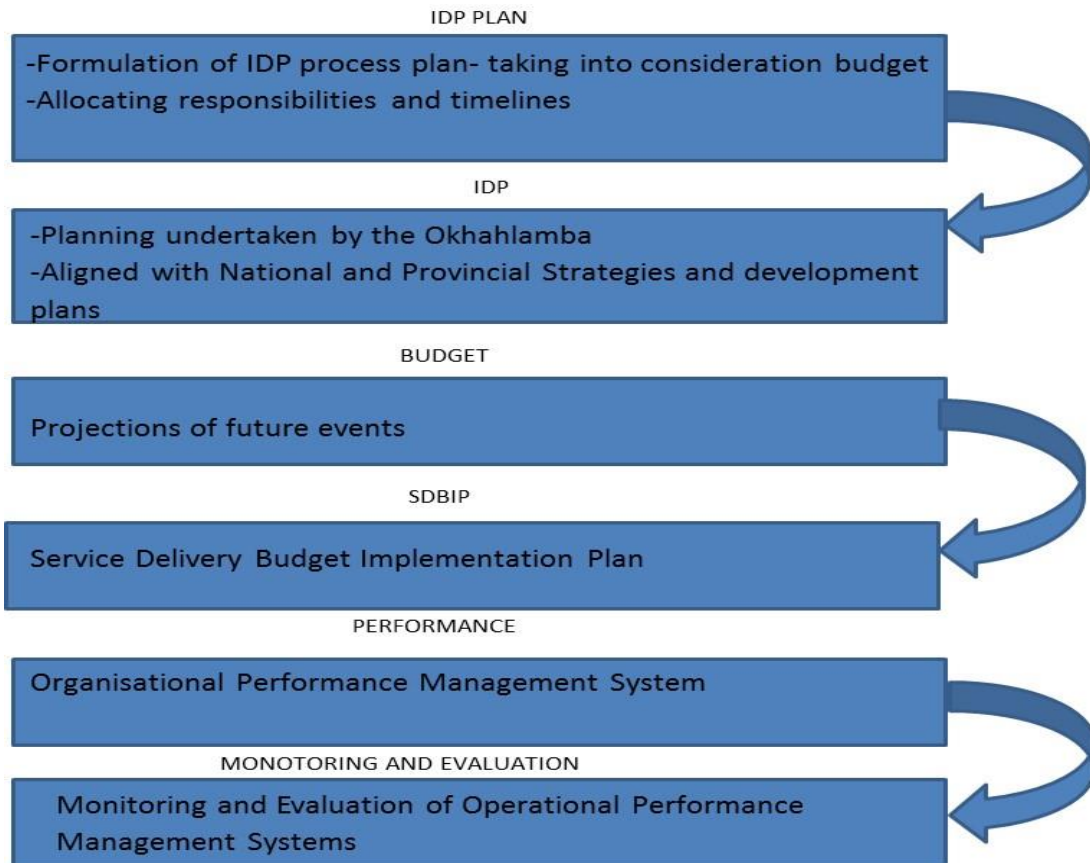 IDP PLAN
-Formulation of IDP process plan- taking into consideration budget
-Allocating responsibilities and timelines
IDP
-Planning undertaken by the Okhahlamba
-Aligned with National and Provincial Strategies and development
plans
BUDGET
Projections of future events
SDBIP
Service Delivery Budget Implementation Plan
PERFORMANCE
Organisational Performance Management System
MONOTORING AND EVALUATION
Monitoring and Evaluation of Operational Performance
Management Systems